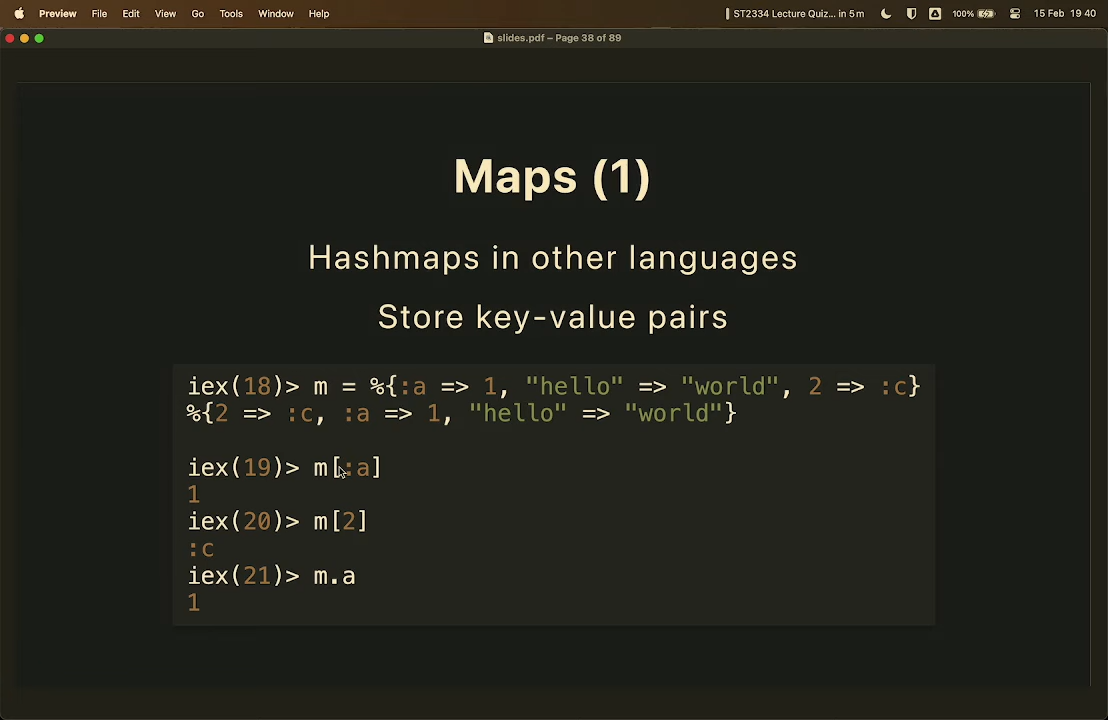 Preview File Edit View Go Tools Window Help ST2334 Lecture Quiz... in 5 m 100% 15 Feb 19 40
slides.pdf – Page 38 of 89
Maps (1)
Hashmaps in other languages
Store key-value pairs
iex(18)> m = %{:a => 1, "hello" => "world", 2 => :c}
%{2 => :c, :a => 1, "hello" => "world"}
iex(19)> m[:a]
1
iex(20)> m[2]
:c
iex(21)> m.a
1